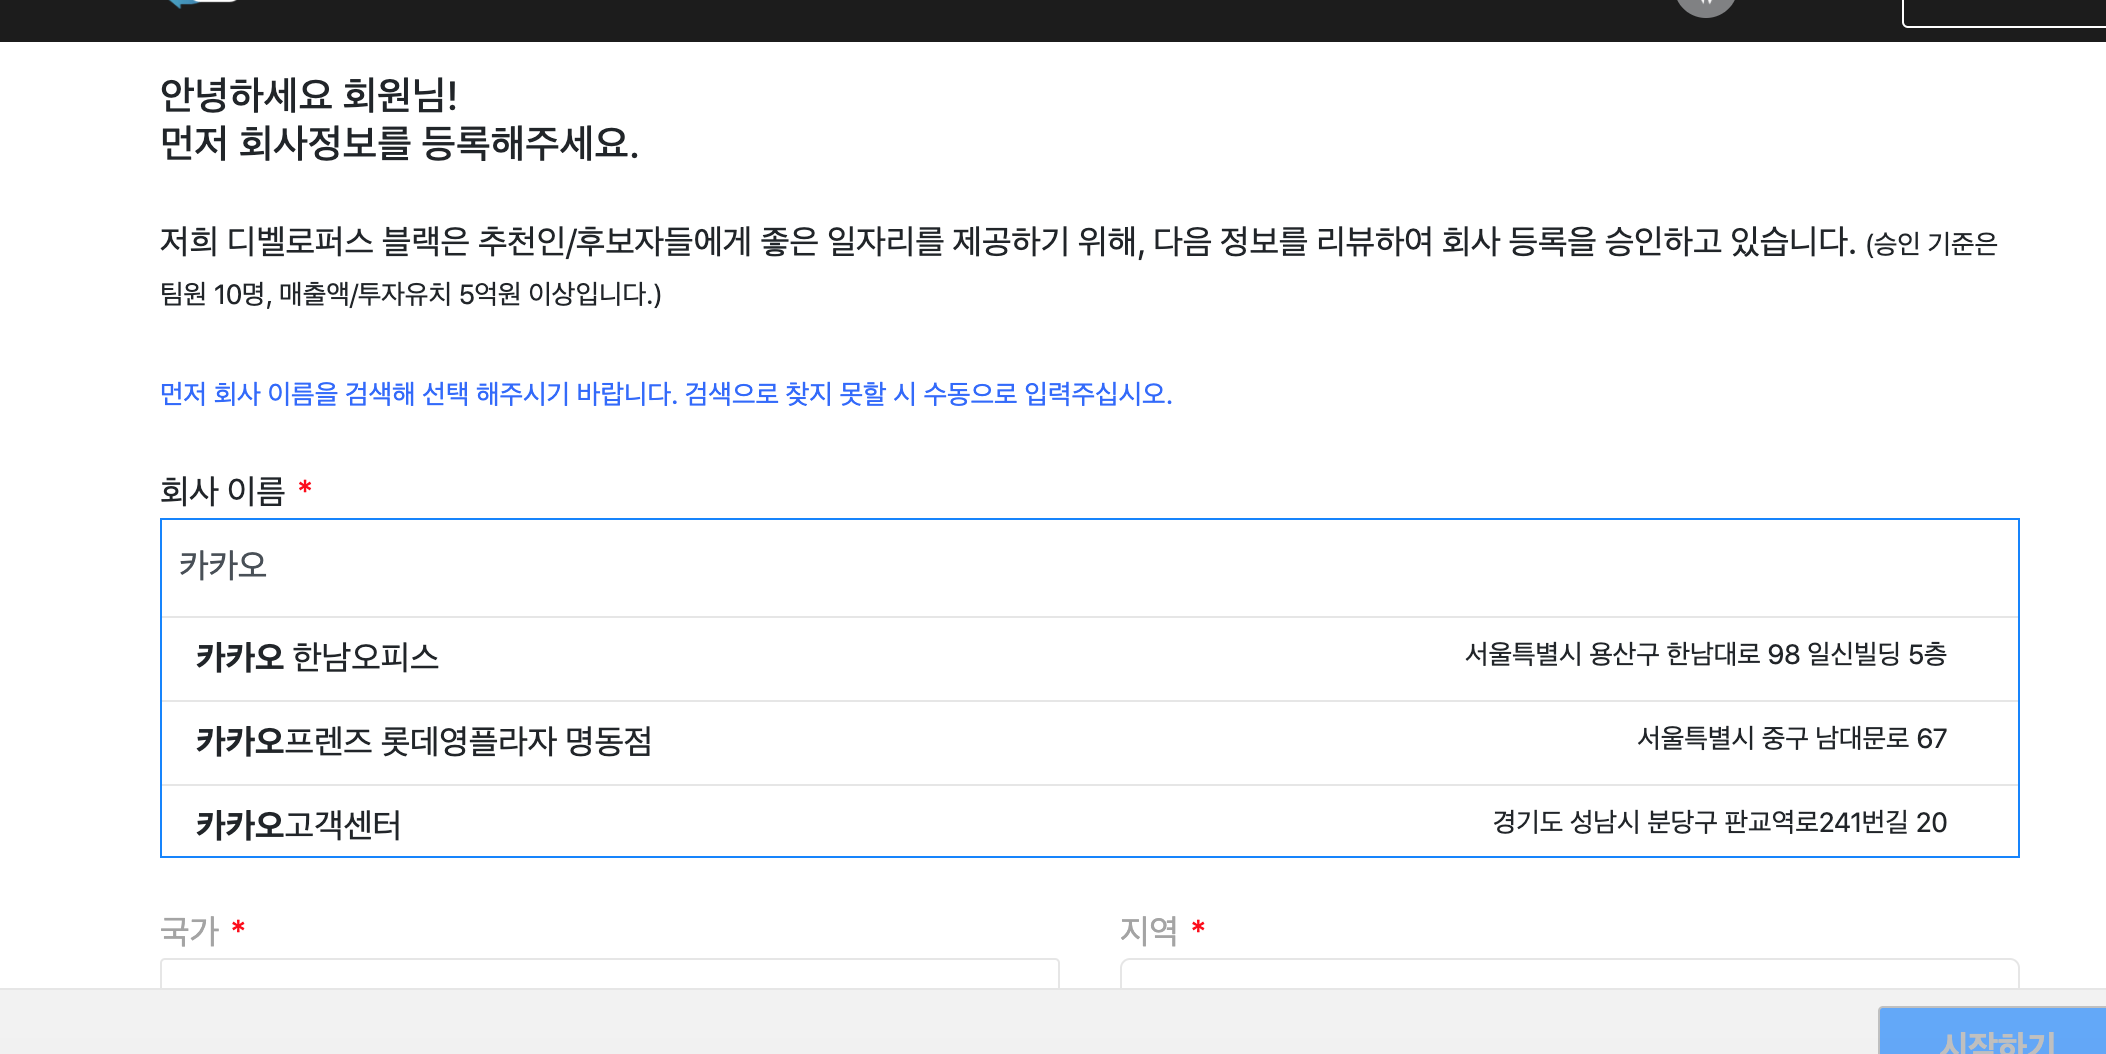 안녕하세요 회원님!
먼저 회사정보를 등록해주세요.
저희 디벨로퍼스 블랙은 추천인/후보자들에게 좋은 일자리를 제공하기 위해, 다음 정보를 리뷰하여 회사 등록을 승인하고 있습니다. (승인 기준은
팀원 10명, 매출액/투자유치 5억원 이상입니다.)
먼저 회사 이름을 검색해 선택 해주시기 바랍니다. 검색으로 찾지 못할 시 수동으로 입력주십시오.
회사 이름 *
카카오
카카오 한남오피스 서울특별시 용산구 한남대로 98 일신빌딩 5층
카카오프렌즈 롯데영플라자 명동점 서울특별시 중구 남대문로 67
카카오고객센터 경기도 성남시 분당구 판교역로241번길 20
국가 * 지역 *
시작하기